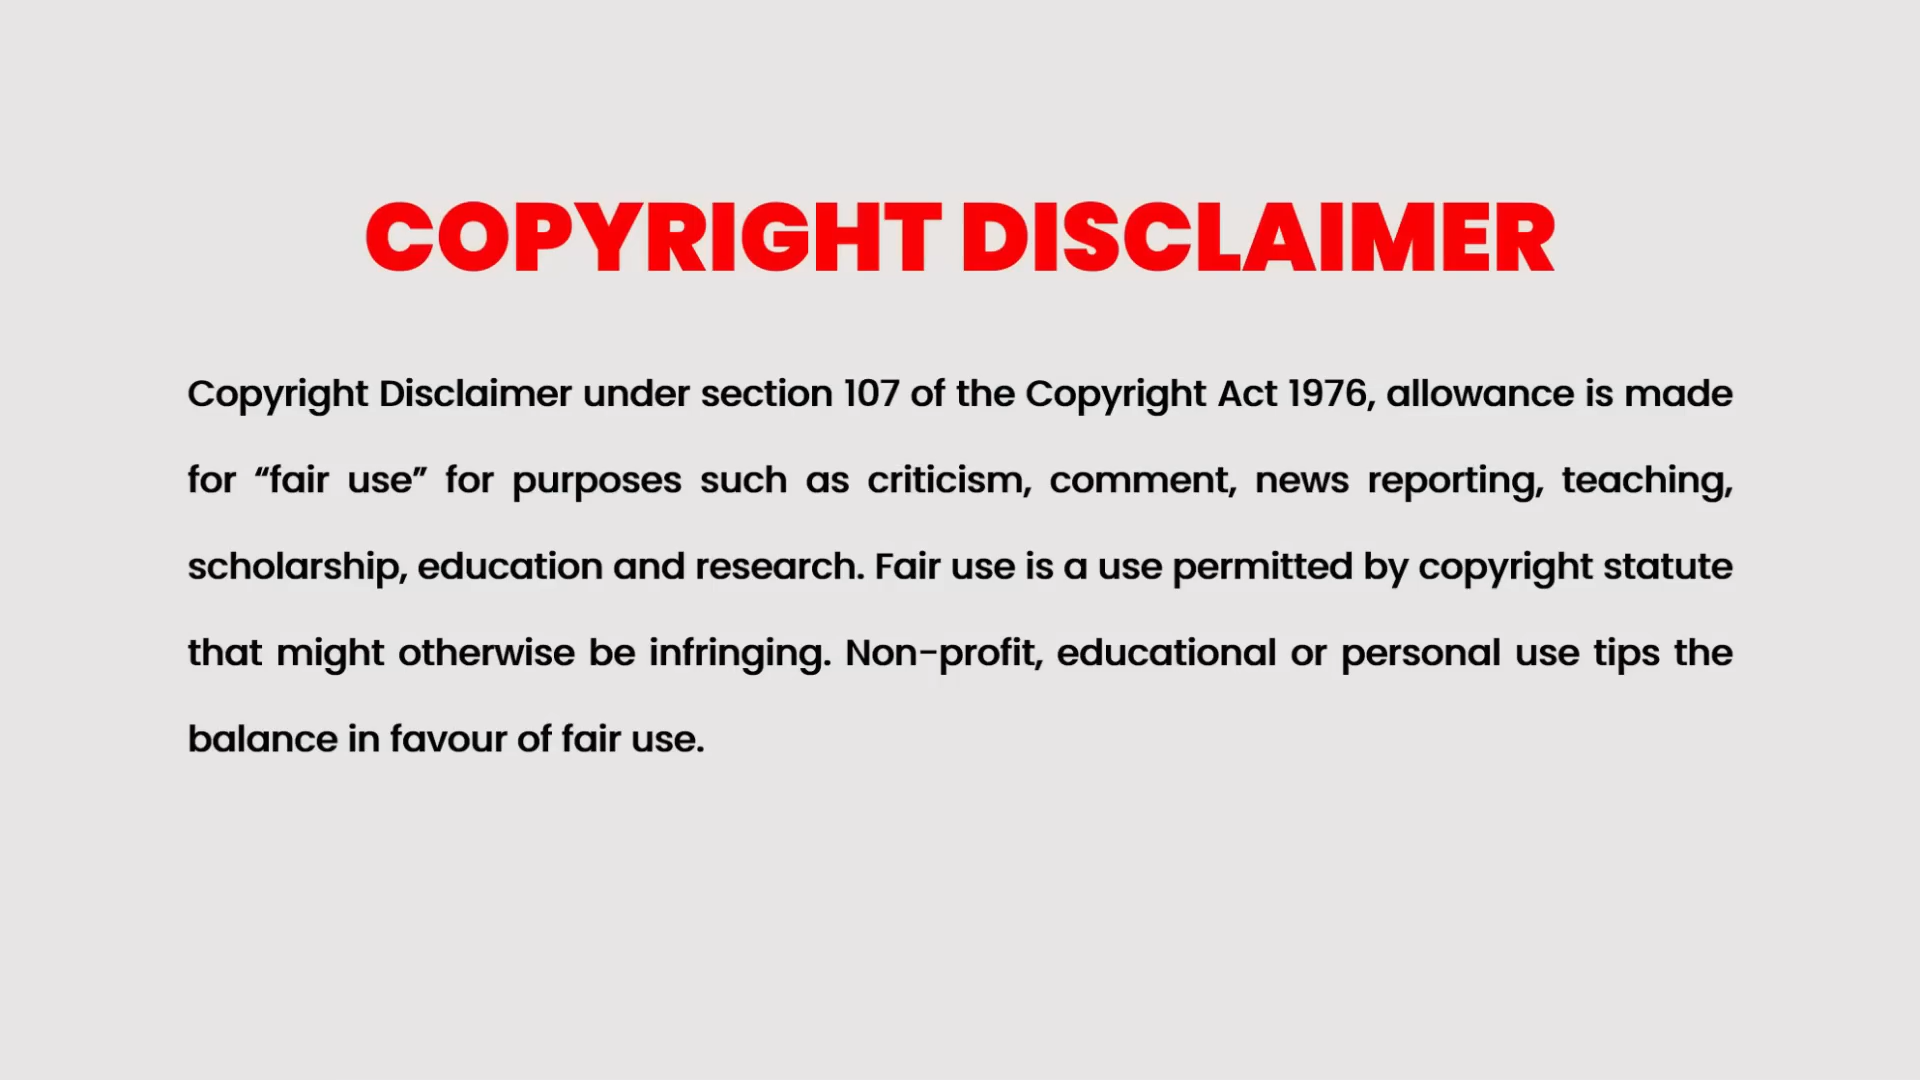 COPYRIGHT DISCLAIMER
Copyright Disclaimer under section 107 of the Copyright Act 1976, allowance is made
for “fair use” for purposes such as criticism, comment, news reporting, teaching,
scholarship, education and research. Fair use is a use permitted by copyright statute
that might otherwise be infringing. Non-profit, educational or personal use tips the
balance in favour of fair use.